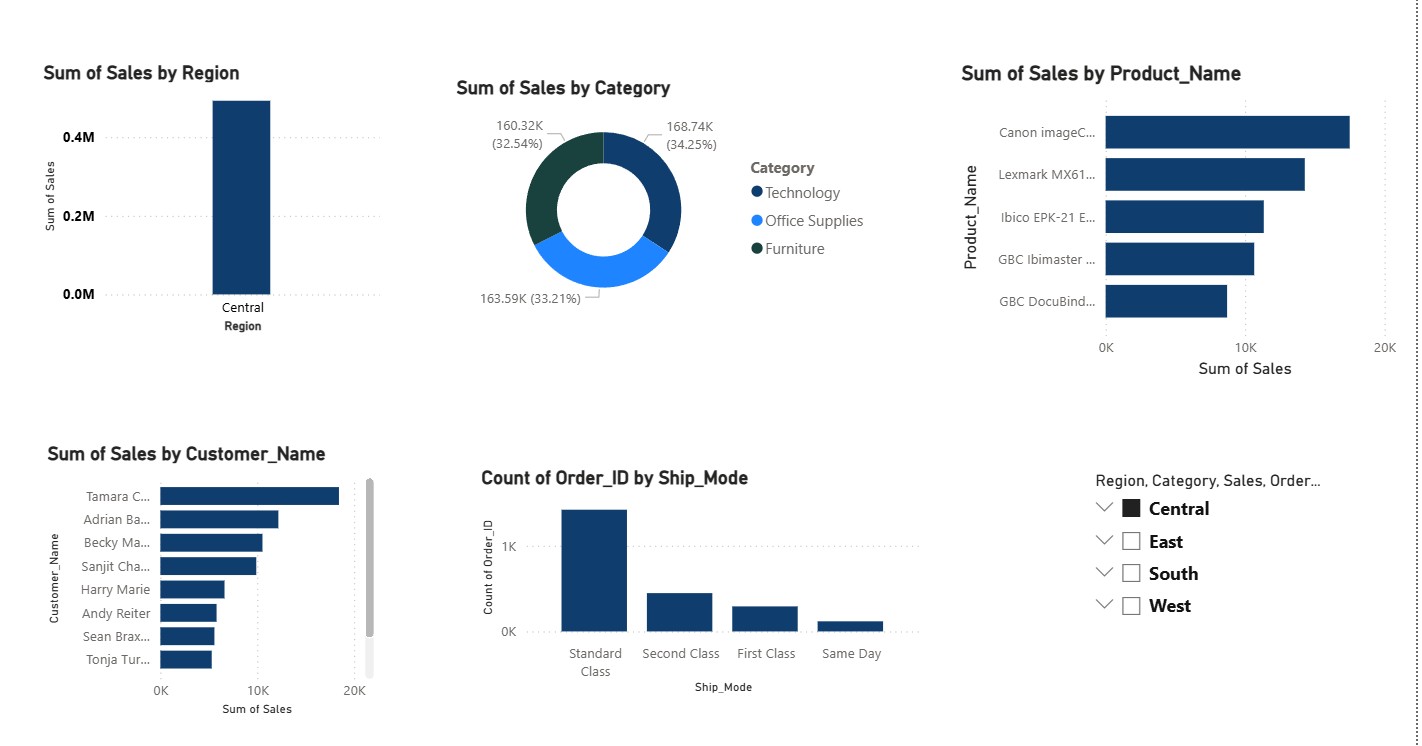 Sum of Sales by Region
Sum of Sales
0.4M
0.2M
0.0M
Central
Region
Sum of Sales by Category
160.32K
(32.54%)
168.74K
(34.25%)
163.59K (33.21%)
Category
Technology
Office Supplies
Furniture
Sum of Sales by Product_Name
Product_Name
Canon imageC...
Lexmark MX61...
Ibico EPK-21 E...
GBC Ibimaster ...
GBC DocuBind...
0K 10K 20K
Sum of Sales
Sum of Sales by Customer_Name
Customer_Name
Tamara C...
Adrian Ba...
Becky Ma...
Sanjit Cha...
Harry Marie
Andy Reiter
Sean Brax...
Tonja Tur...
0K 10K 20K
Sum of Sales
Count of Order_ID by Ship_Mode
Count of Order_ID
1K
0K
Standard
Class
Second Class
First Class
Same Day
Ship_Mode
Region, Category, Sales, Order...
Central
East
South
West